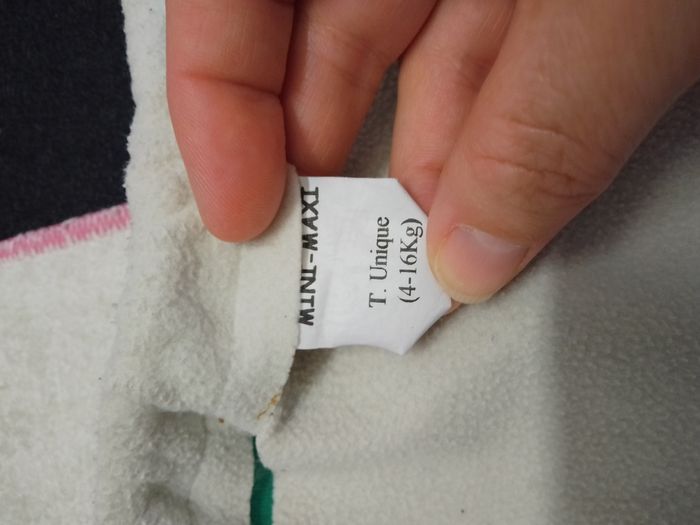 MINI-MAXI
T. Unique
(4-16Kg)